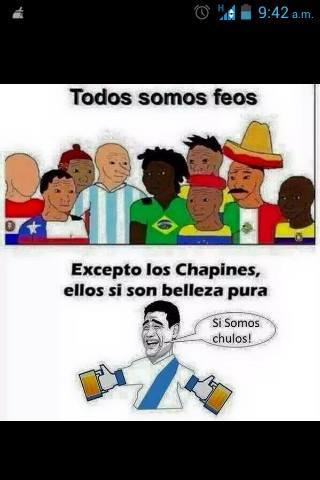 H 9:42 a.m.
Todos somos feos
Excepto los Chapines,
ellos si son belleza pura
Si Somos
chulos!